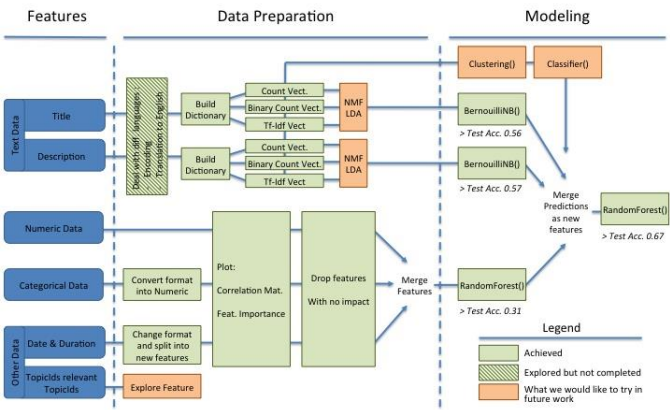 Features
Data Preparation
Modeling
Text Data
Title
Description
Deal with diff languages :
- Encoding
- Translation to English
Build
Dictionary
Count Vect.
Binary Count Vect.
Tf-Idf Vect
NMF
LDA
Build
Dictionary
Count Vect.
Binary Count Vect.
Tf-Idf Vect
NMF
LDA
Clustering()
Classifier()
BernouilliNB()
> Test Acc. 0.56
BernouilliNB()
> Test Acc. 0.57
Merge
Predictions
as new
features
RandomForest()
> Test Acc. 0.67
Numeric Data
Categorical Data
Convert format
into Numeric
Plot:
Correlation Mat.
Feat. Importance
Drop features
With no impact
Merge
Features
RandomForest()
> Test Acc. 0.31
Other Data
Date & Duration
Change format
and split into
new features
TopicIds relevant
TopicIds
Explore Feature
Legend
Achieved
Explored but not completed
What we would like to try in
future work